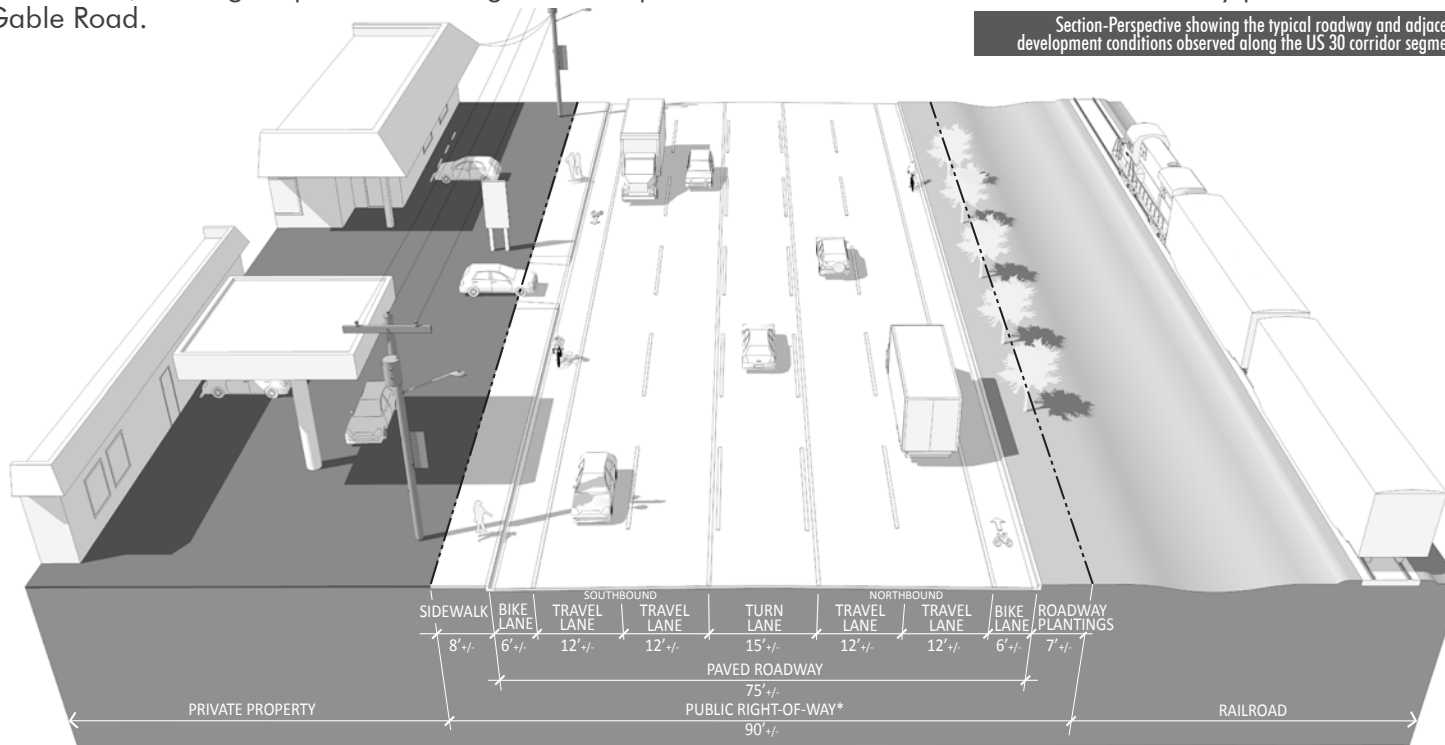 Gable Road.
Section-Perspective showing the typical roadway and
development conditions observed along the US 30 corridor
SOUTHBOUND
NORTHBOUND
SIDEWALK
BIKE
LANE
TRAVEL
LANE
TRAVEL
LANE
TURN
LANE
TRAVEL
LANE
TRAVEL
LANE
BIKE
LANE
ROADWAY
PLANTINGS
8'+/-
6'+/-
12'+/-
12'+/-
15'+/-
12'+/-
12'+/-
6'+/-
7'+/-
PAVED ROADWAY
75'+/-
PRIVATE PROPERTY
PUBLIC RIGHT-OF-WAY*
RAILROAD
90'+/-